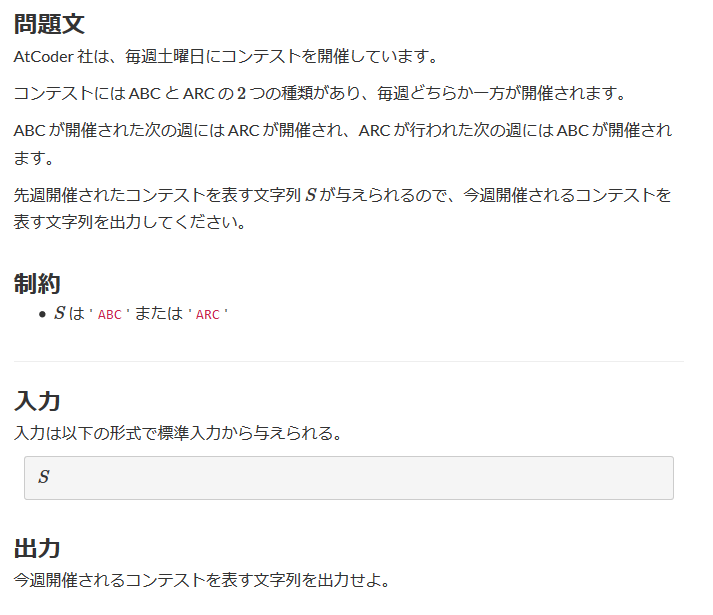 問題文
AtCoder 社は、毎週土曜日にコンテストを開催しています。
コンテストには ABC と ARC の 2 つの種類があり、毎週どちらか一方が開催されます。
ABC が開催された次の週には ARC が開催され、ARC が行われた次の週には ABC が開催され
ます。
先週開催されたコンテストを表す文字列 S が与えられるので、今週開催されるコンテストを
表す文字列を出力してください。
制約
• S は ' ABC ' または ' ARC '
入力
入力は以下の形式で標準入力から与えられる。
S
出力
今週開催されるコンテストを表す文字列を出力せよ。